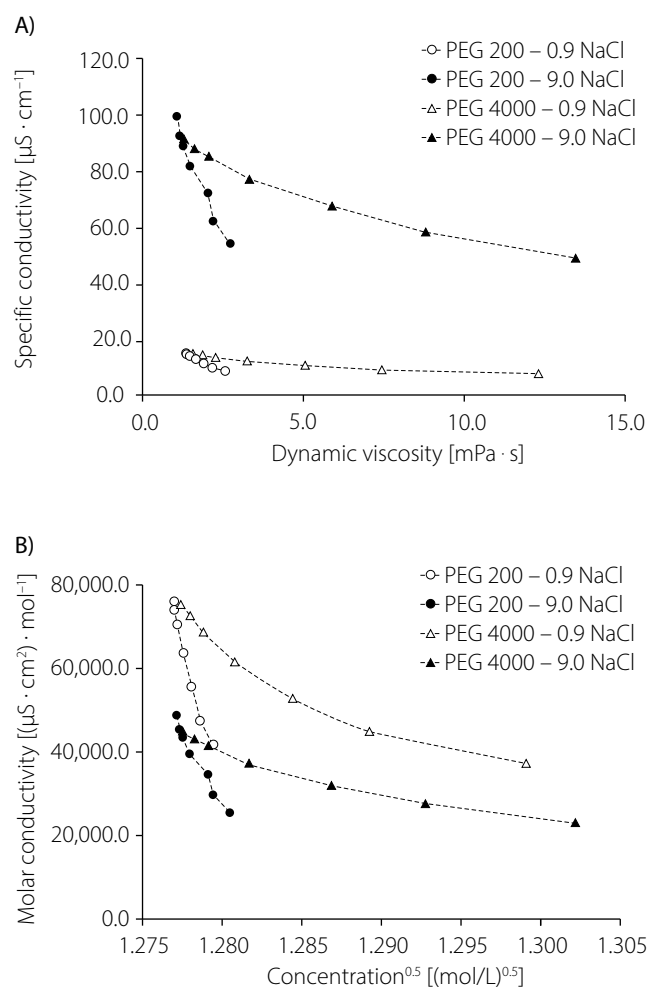 A)
Specific conductivity [µS · cm⁻¹]
120.0
100.0
80.0
60.0
40.0
20.0
0.0
PEG 200 – 0.9 NaCl
PEG 200 – 9.0 NaCl
PEG 4000 – 0.9 NaCl
PEG 4000 – 9.0 NaCl
0.0 5.0 10.0 15.0
Dynamic viscosity [mPa · s]
B)
Molar conductivity [(µS · cm²) · mol⁻¹]
80,000.0
60,000.0
40,000.0
20,000.0
0.0
PEG 200 – 0.9 NaCl
PEG 200 – 9.0 NaCl
PEG 4000 – 0.9 NaCl
PEG 4000 – 9.0 NaCl
1.275 1.280 1.285 1.290 1.295 1.300 1.305
Concentration⁰·⁵ [(mol/L)⁰·⁵]